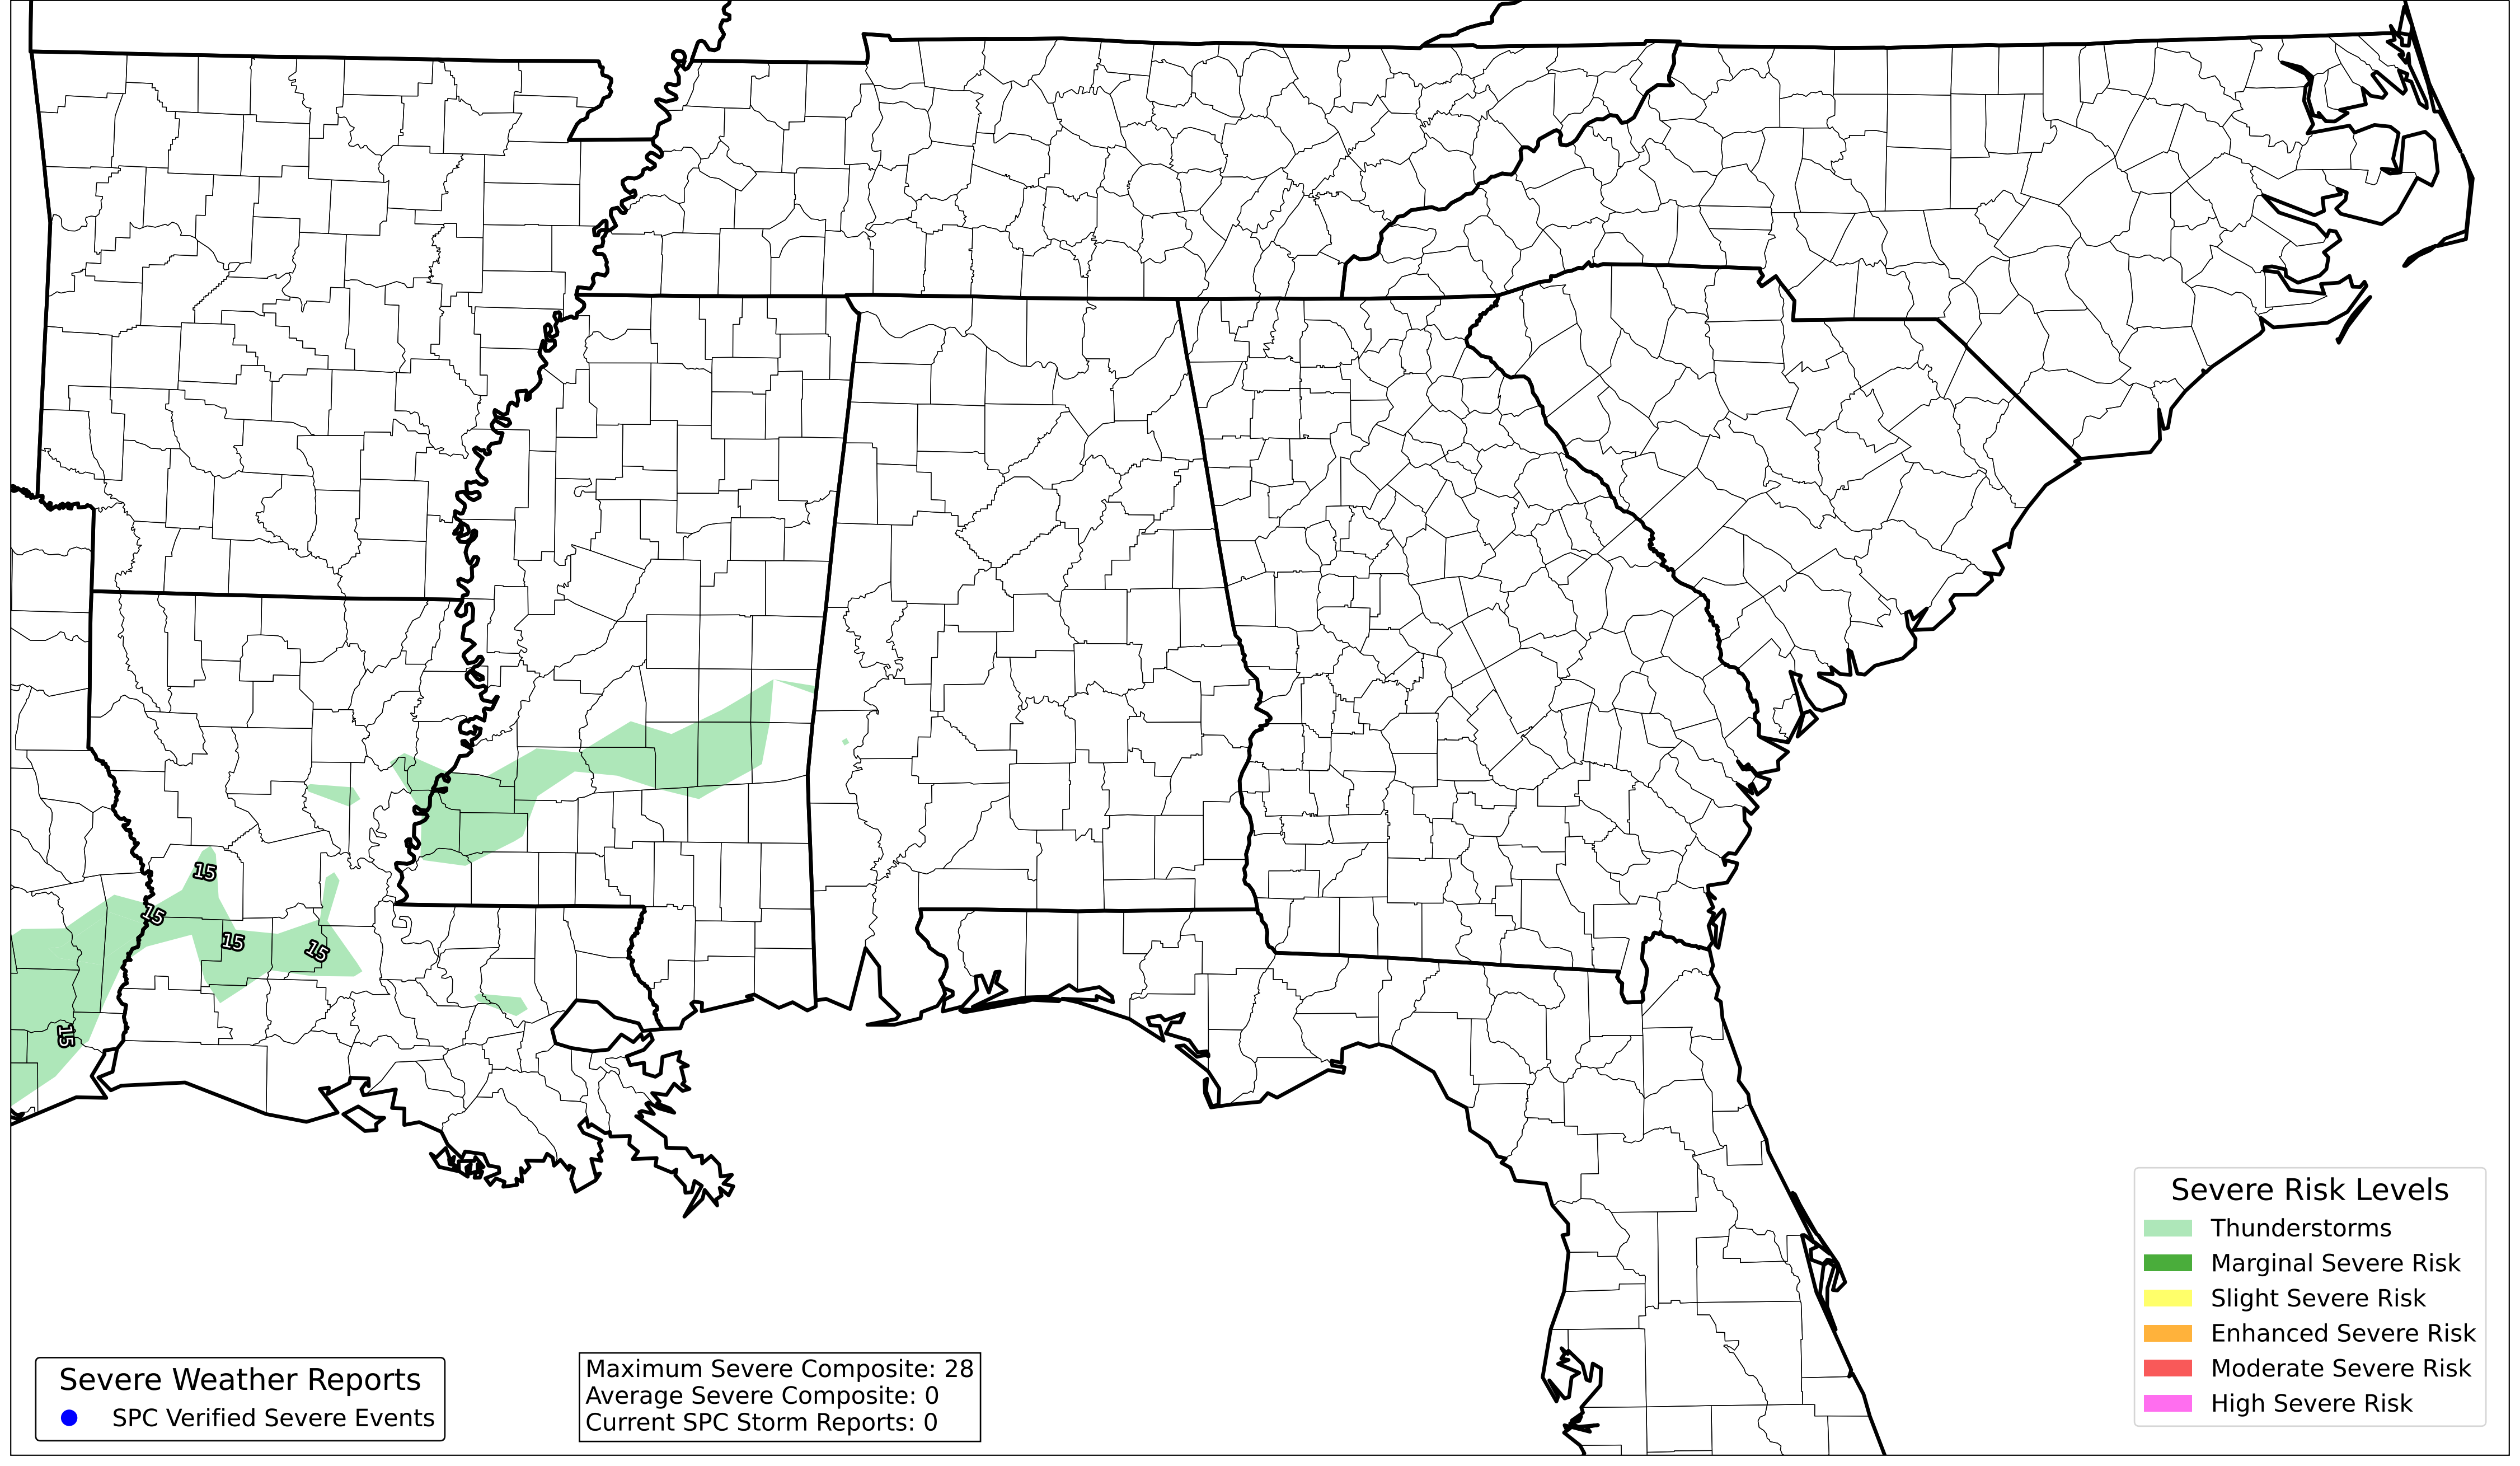 15
15
15
15
15
Severe Weather Reports
SPC Verified Severe Events
Maximum Severe Composite: 28
Average Severe Composite: 0
Current SPC Storm Reports: 0
Severe Risk Levels
Thunderstorms
Marginal Severe Risk
Slight Severe Risk
Enhanced Severe Risk
Moderate Severe Risk
High Severe Risk